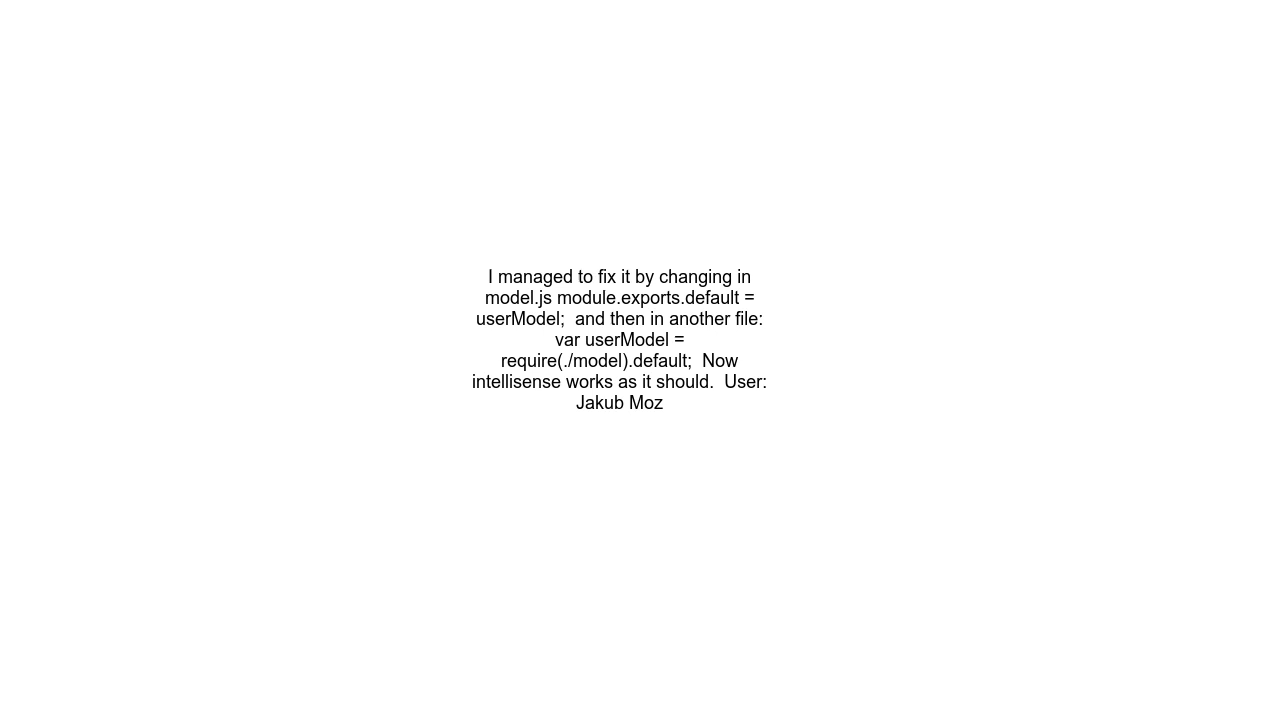 I managed to fix it by changing in
model.js module.exports.default =
userModel;  and then in another file:
var userModel =
require(./model).default;  Now
intellisense works as it should.  User:
Jakub Moz